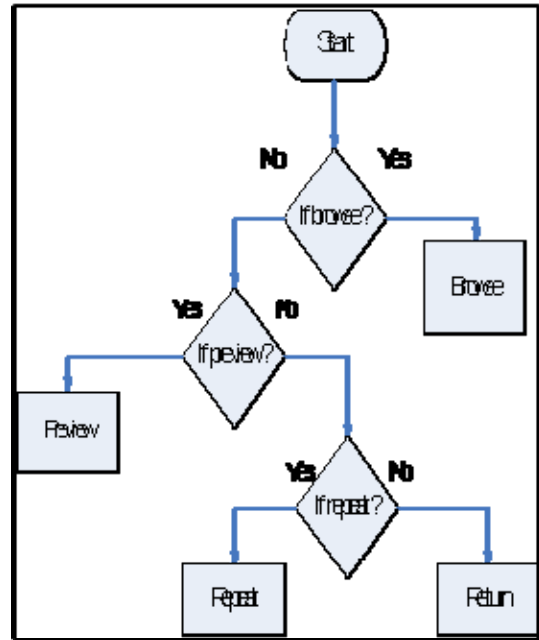 Start
No Yes
If browse?
Browse
Yes No
If preview?
Review
Yes No
If repeat?
Repeat
Return